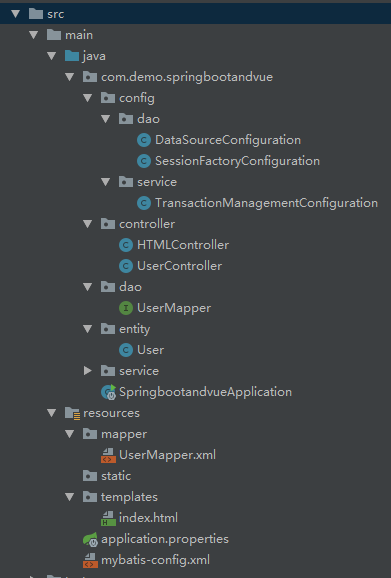 src
main
java
com.demo.springbootandvue
config
dao
DataSourceConfiguration
SessionFactoryConfiguration
service
TransactionManagementConfiguration
controller
HTMLController
UserController
dao
UserMapper
entity
User
service
SpringbootandvueApplication
resources
mapper
UserMapper.xml
static
templates
index.html
application.properties
mybatis-config.xml